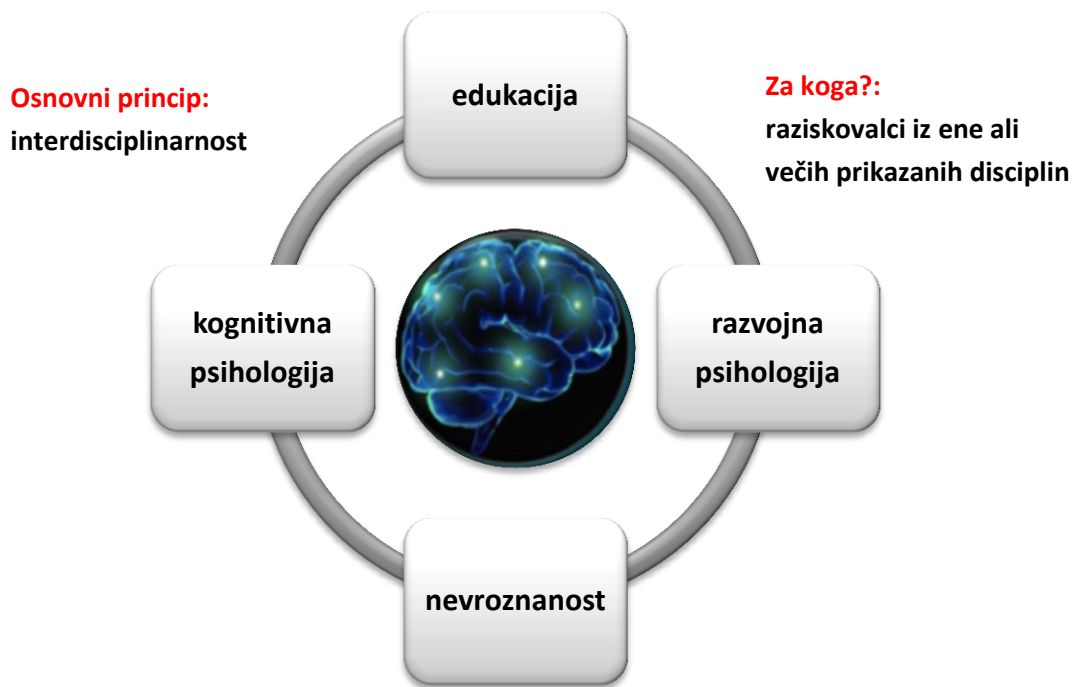 edukacija
Osnovni princip:
interdisciplinarnost
Za koga?:
raziskovalci iz ene ali
večih prikazanih disciplin
kognitivna
psihologija
razvojna
psihologija
nevroznanost